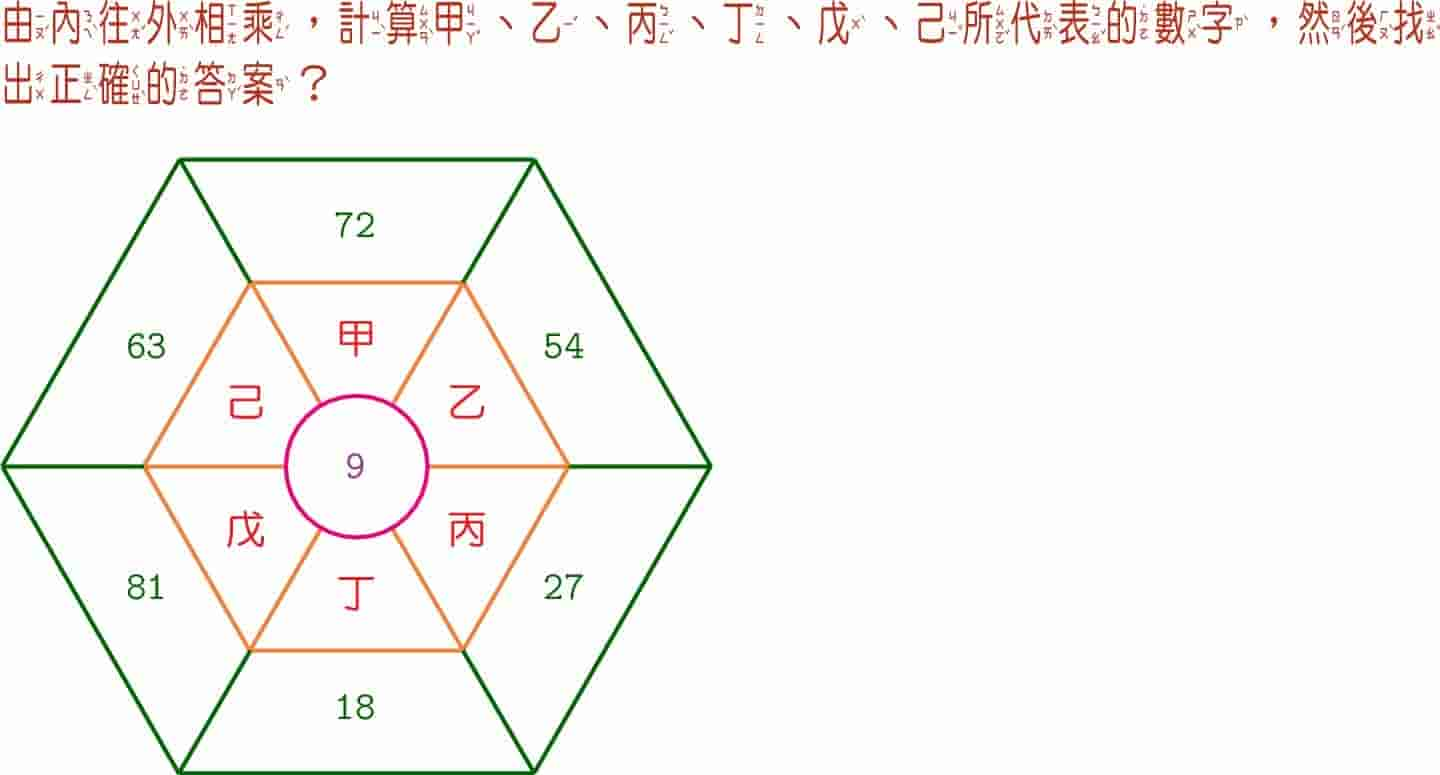 由內往外相乘，計算甲、乙、丙、丁、戊、己所代表的數字，然後找
出正確的答案？
72
63
54
甲
己
乙
9
戊
丙
81
丁
27
18